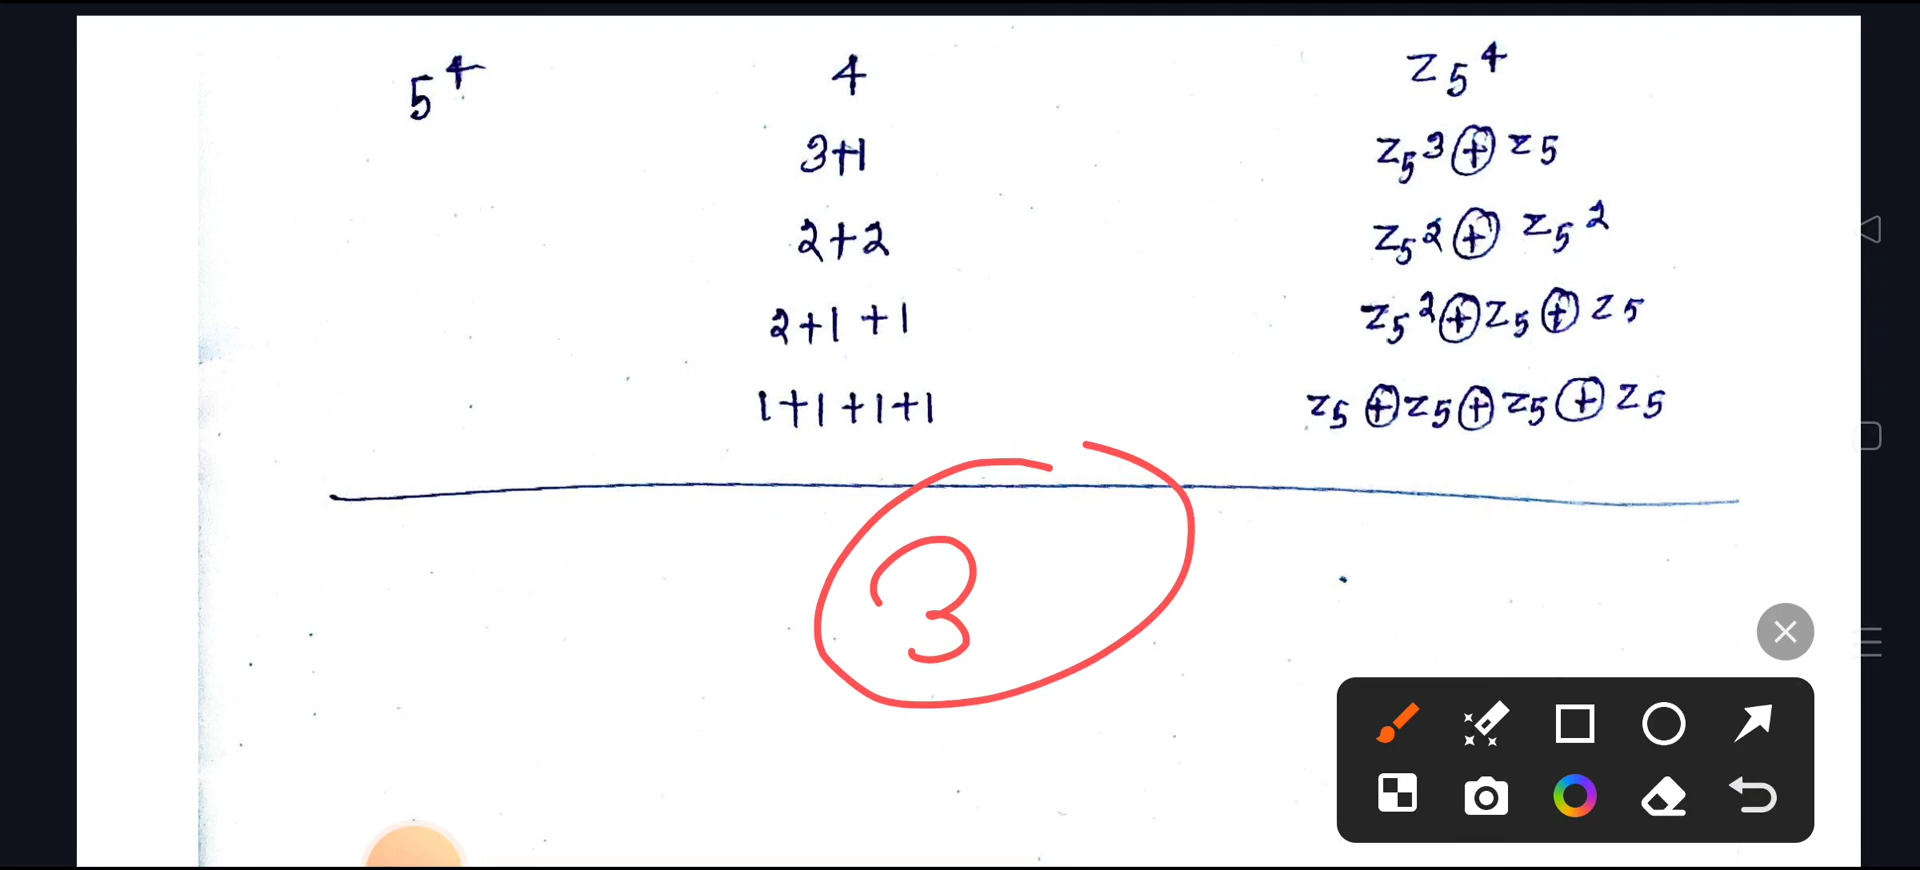 5⁴ 4 Z₅⁴
3+1 Z₅³ ⊕ Z₅
2+2 Z₅² ⊕ Z₅²
2+1+1 Z₅² ⊕ Z₅ ⊕ Z₅
1+1+1+1 Z₅ ⊕ Z₅ ⊕ Z₅ ⊕ Z₅
3